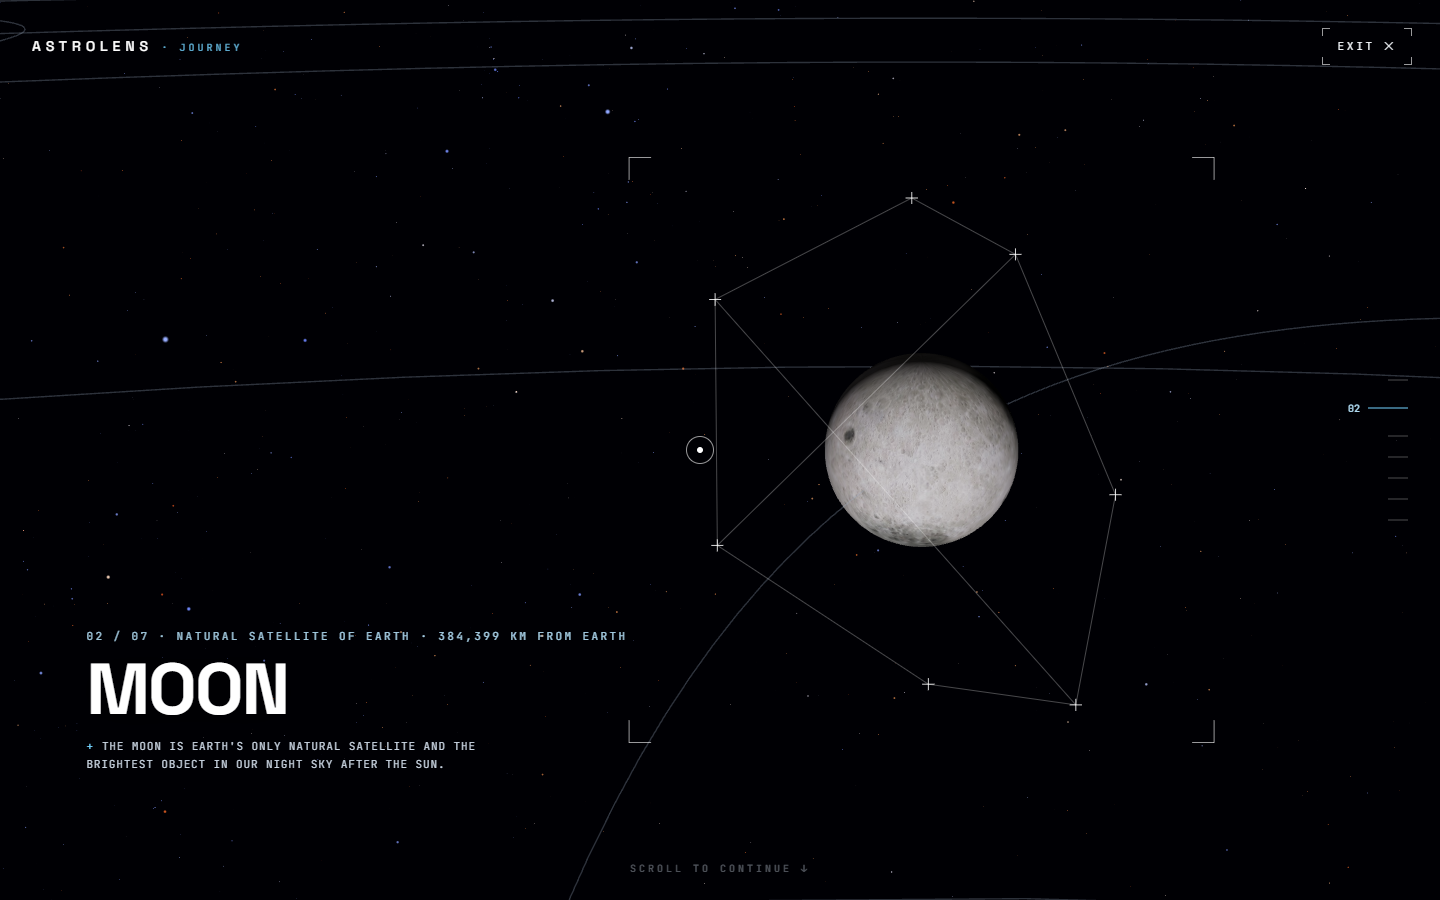 ASTROLENS · JOURNEY
EXIT ×
02
02 / 07 · NATURAL SATELLITE OF EARTH · 384,399 KM FROM EARTH
MOON
+ THE MOON IS EARTH'S ONLY NATURAL SATELLITE AND THE
BRIGHTEST OBJECT IN OUR NIGHT SKY AFTER THE SUN.
SCROLL TO CONTINUE ↓